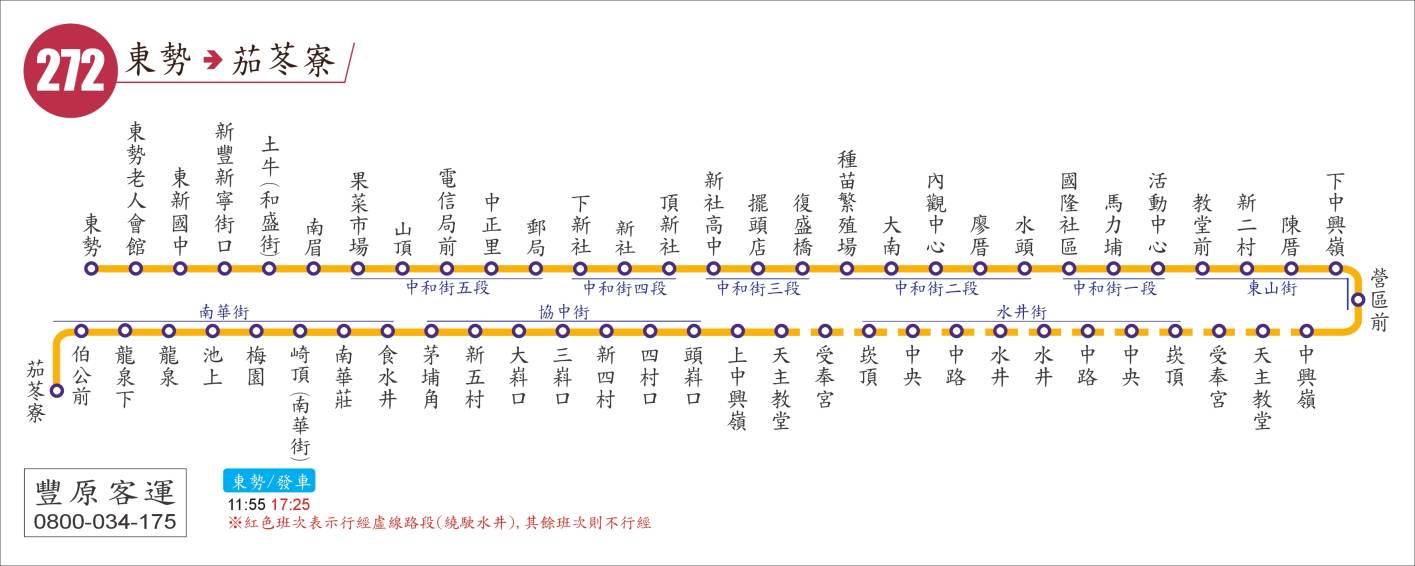 272
東勢➔茄苳寮
東勢
東勢老人會館
東新國中
新豐新寧街口
土牛(和盛街)
南眉
果菜市場
山頂
電信局前
中正里
郵局
下新社
新社
頂新社
新社高中
擺頭店
復盛橋
種苗繁殖場
大南
內觀中心
廖厝
水頭
國隆社區
馬力埔
活動中心
教堂前
新二村
陳厝
下中興嶺
中和街五段
中和街四段
中和街三段
中和街二段
中和街一段
東山街
營區前
南華街
協中街
水井街
茄苳寮
伯公前
龍泉下
龍泉
池上
梅園
崎頂(南華街)
南華莊
食水井
茅埔角
新五村
大嵙口
三嵙口
新四村
四村口
頭嵙口
上中興嶺
天主教堂
受奉宮
崁頂
中央
中路
水井
水井
中路
中央
崁頂
受奉宮
天主教堂
中興嶺
豐原客運
0800-034-175
東勢/發車
11:55 17:25
※紅色班次表示行經虛線路段(繞駛水井),其餘班次則不行經